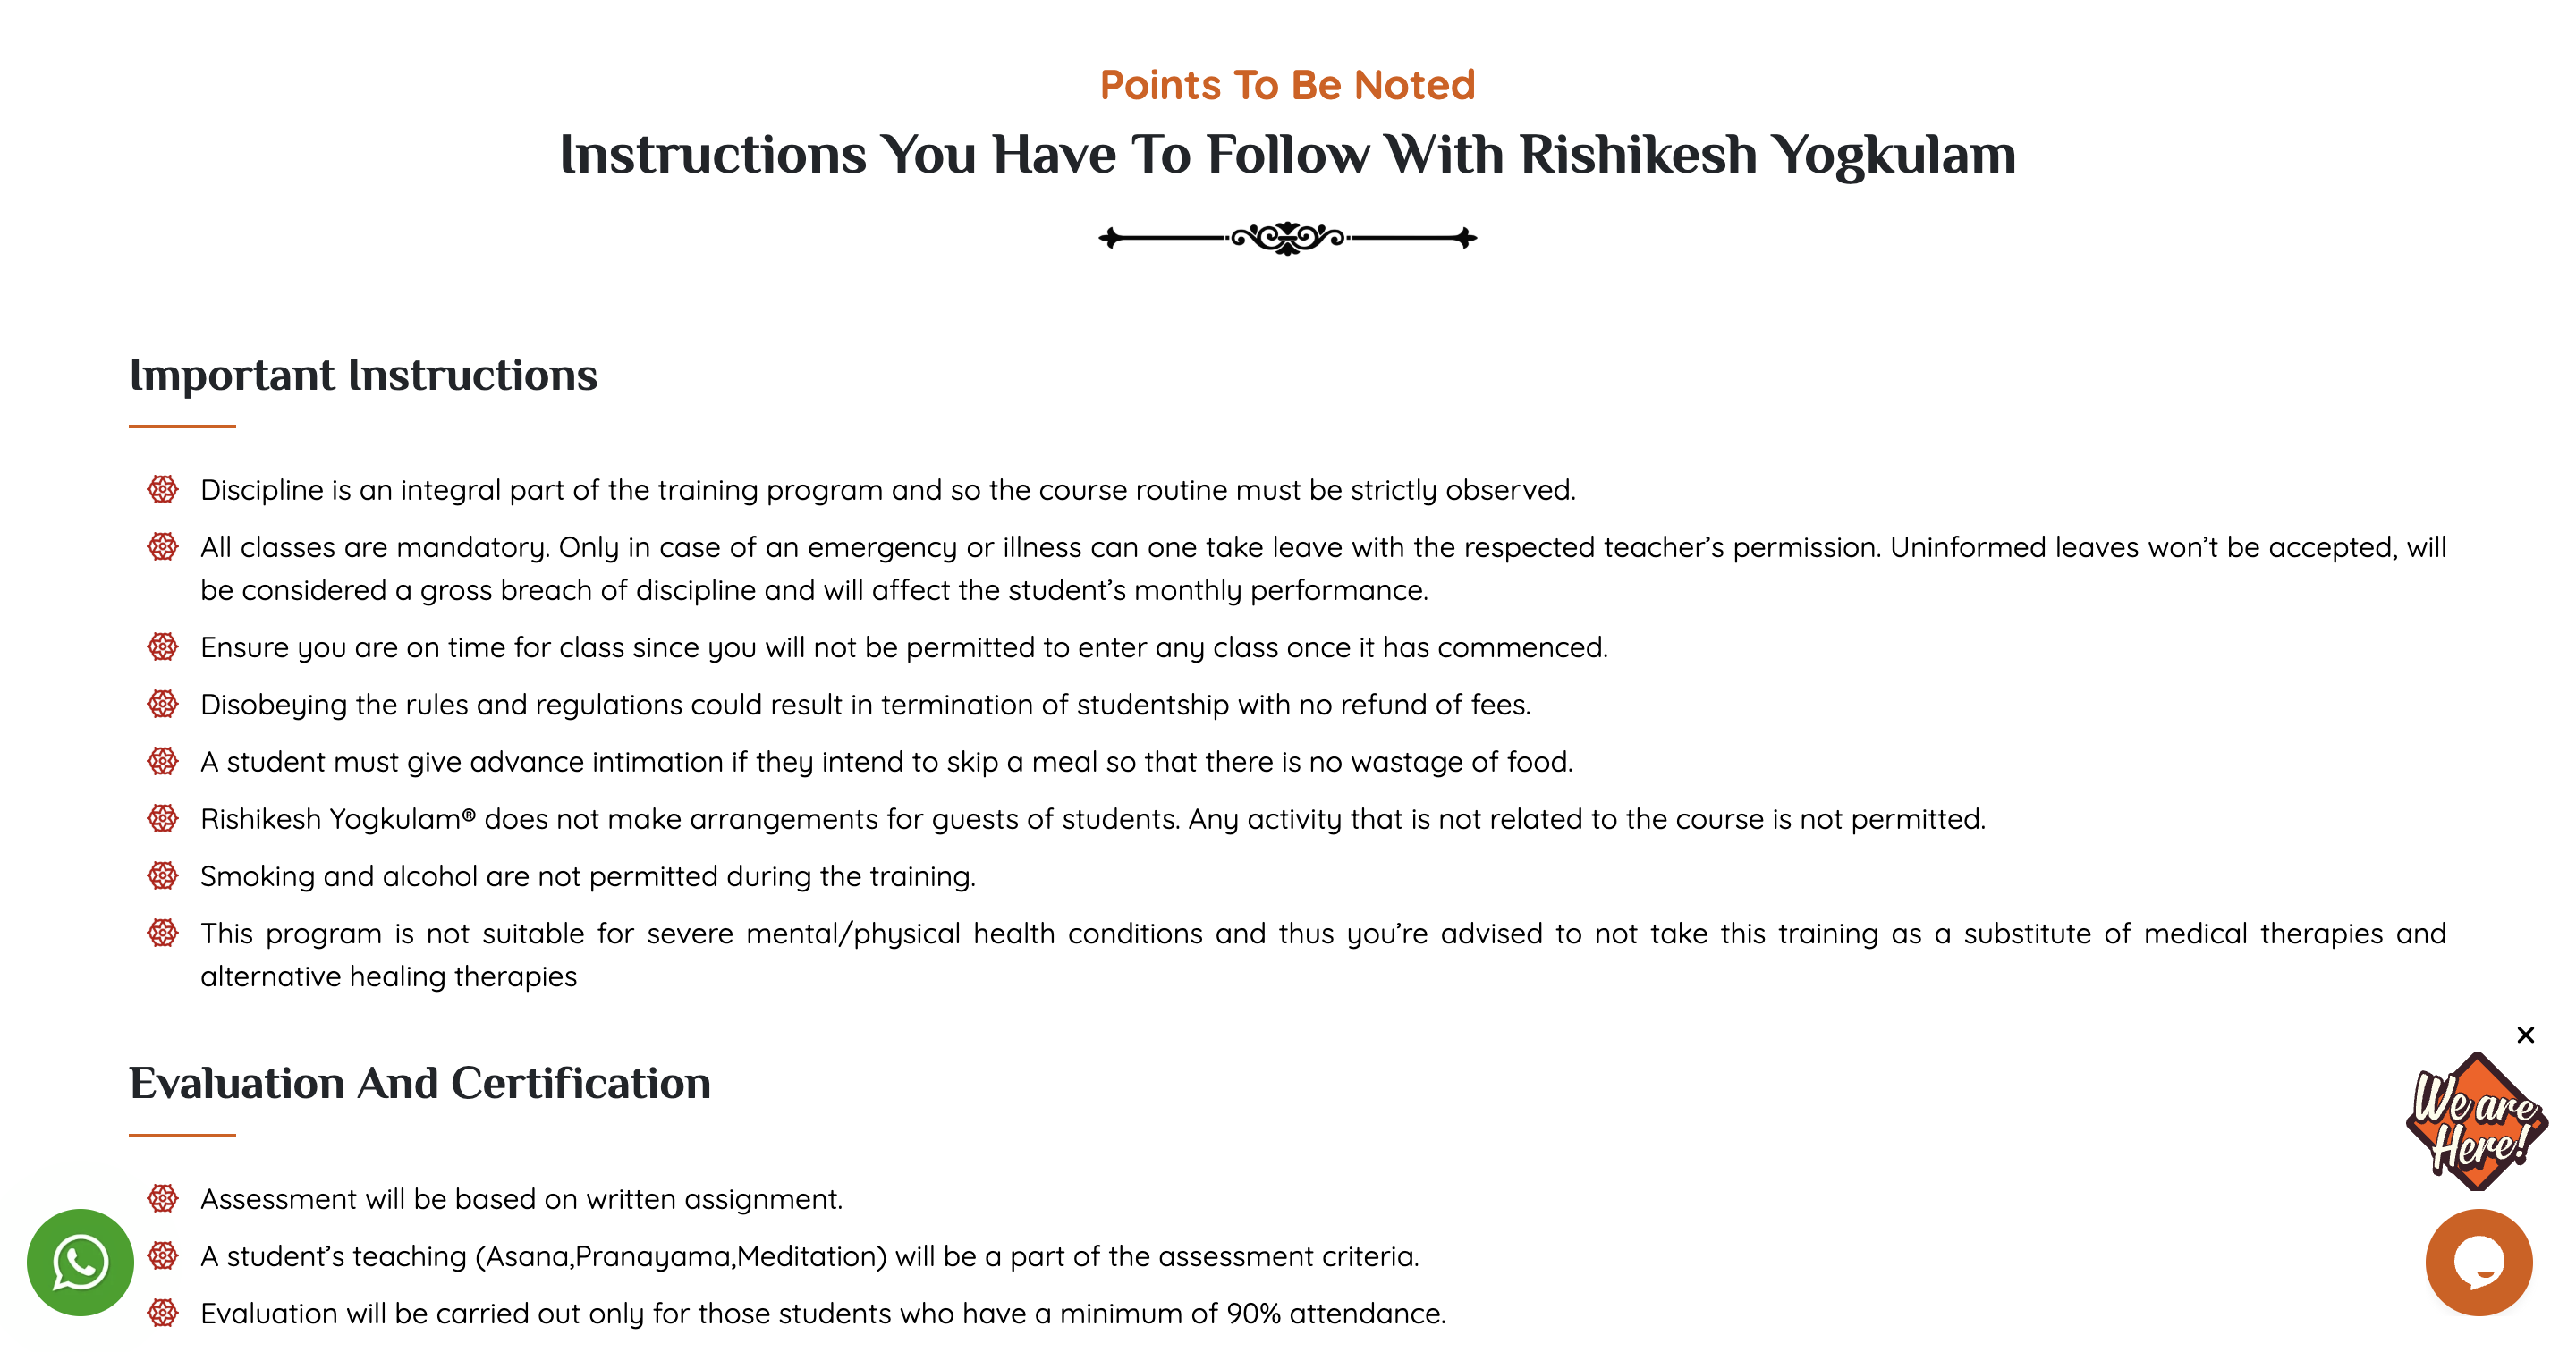 Points To Be Noted
Instructions You Have To Follow With Rishikesh Yogkulam
Important Instructions
Discipline is an integral part of the training program and so the course routine must be strictly observed.
All classes are mandatory. Only in case of an emergency or illness can one take leave with the respected teacher’s permission. Uninformed leaves won’t be accepted, will
be considered a gross breach of discipline and will affect the student’s monthly performance.
Ensure you are on time for class since you will not be permitted to enter any class once it has commenced.
Disobeying the rules and regulations could result in termination of studentship with no refund of fees.
A student must give advance intimation if they intend to skip a meal so that there is no wastage of food.
Rishikesh Yogkulam® does not make arrangements for guests of students. Any activity that is not related to the course is not permitted.
Smoking and alcohol are not permitted during the training.
This program is not suitable for severe mental/physical health conditions and thus you’re advised to not take this training as a substitute of medical therapies and
alternative healing therapies
Evaluation And Certification
Assessment will be based on written assignment.
A student’s teaching (Asana,Pranayama,Meditation) will be a part of the assessment criteria.
Evaluation will be carried out only for those students who have a minimum of 90% attendance.
We are
Here!